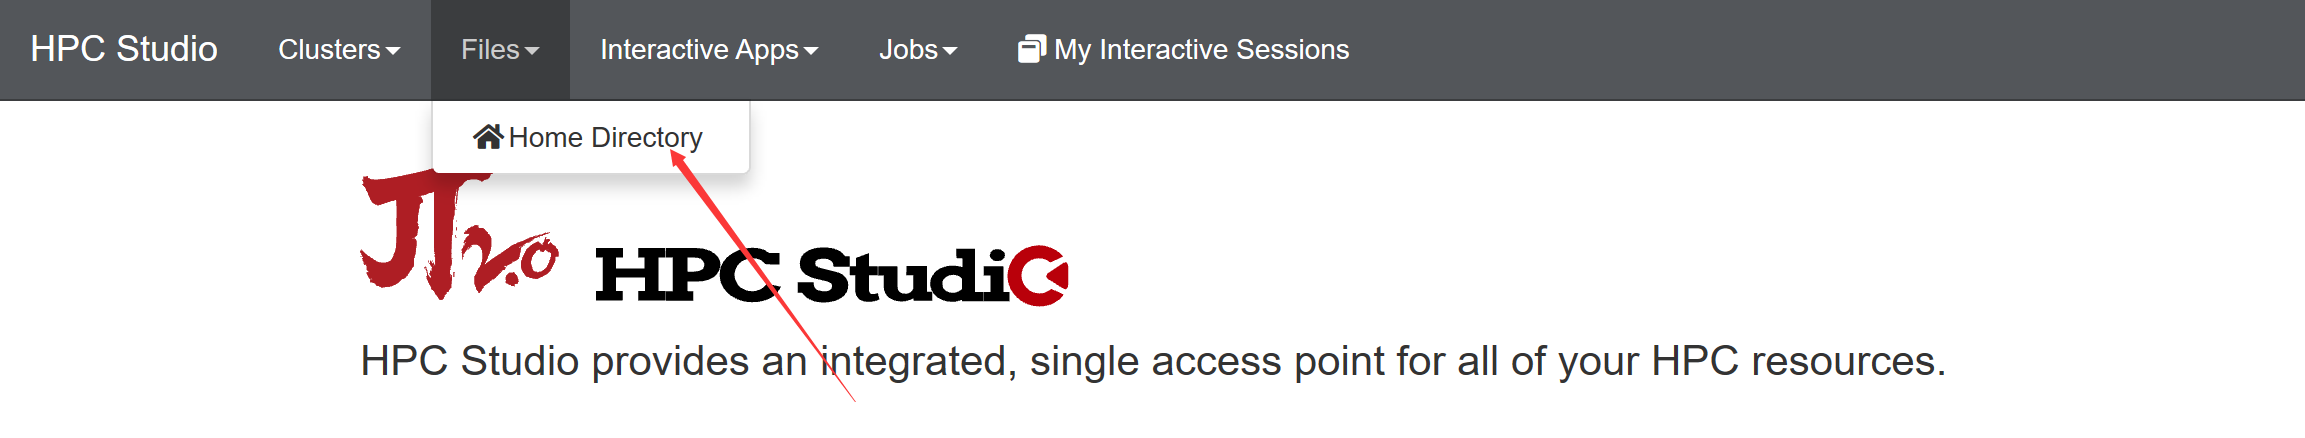 HPC Studio Clusters Files Interactive Apps Jobs My Interactive Sessions
Home Directory
JT2.0
HPC Studio
HPC Studio provides an integrated, single access point for all of your HPC resources.